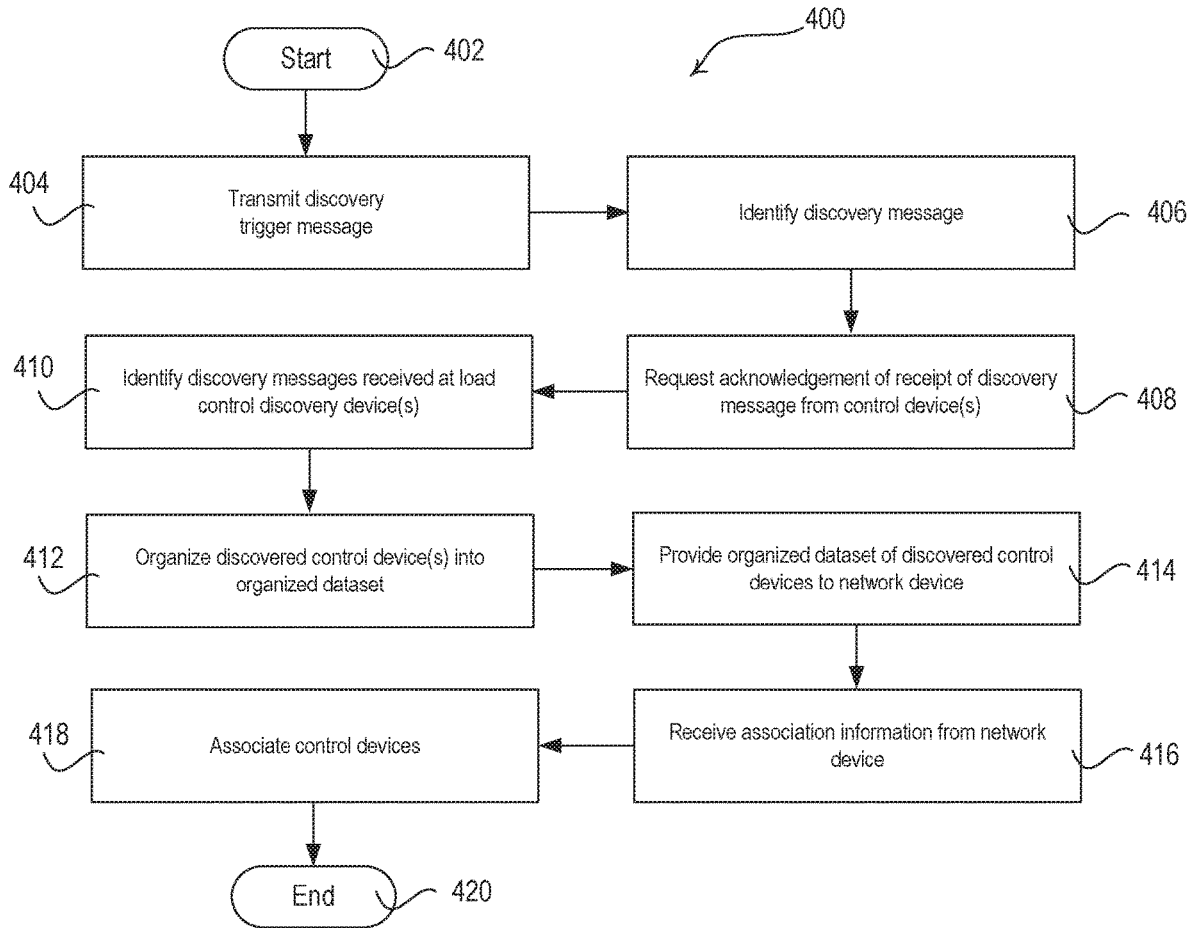 400
Start
402
404
Transmit discovery
trigger message
Identify discovery message
406
410
Identify discovery messages received at load
control discovery device(s)
Request acknowledgement of receipt of discovery
message from control device(s)
408
412
Organize discovered control device(s) into
organized dataset
Provide organized dataset of discovered control
devices to network device
414
418
Associate control devices
Receive association information from network
device
416
End
420